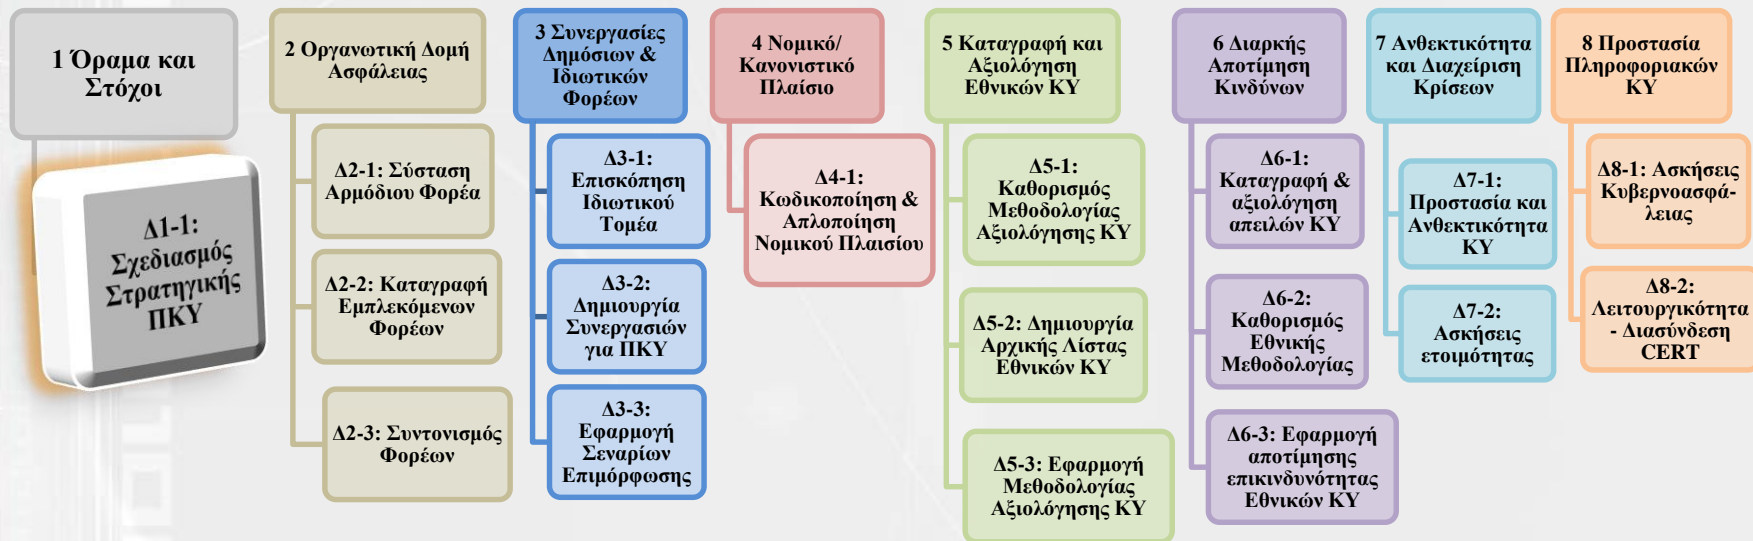 1 Όραμα και
Στόχοι
Δ1-1:
Σχεδιασμός
Στρατηγικής
ΠΚΥ
2 Οργανωτική Δομή
Ασφάλειας
Δ2-1: Σύσταση
Αρμόδιου Φορέα
Δ2-2: Καταγραφή
Εμπλεκόμενων
Φορέων
Δ2-3: Συντονισμός
Φορέων
3 Συνεργασίες
Δημόσιων &
Ιδιωτικών
Φορέων
Δ3-1:
Επισκόπηση
Ιδιωτικού
Τομέα
Δ3-2:
Δημιουργία
Συνεργασιών
για ΠΚΥ
Δ3-3:
Εφαρμογή
Σεναρίων
Επιμόρφωσης
4 Νομικό/
Κανονιστικό
Πλαίσιο
Δ4-1:
Κωδικοποίηση &
Απλοποίηση
Νομικού Πλαισίου
5 Καταγραφή και
Αξιολόγηση
Εθνικών ΚΥ
Δ5-1:
Καθορισμός
Μεθοδολογίας
Αξιολόγησης ΚΥ
Δ5-2: Δημιουργία
Αρχικής Λίστας
Εθνικών ΚΥ
Δ5-3: Εφαρμογή
Μεθοδολογίας
Αξιολόγησης ΚΥ
6 Διαρκής
Αποτίμηση
Κινδύνων
Δ6-1:
Καταγραφή &
αξιολόγηση
απειλών ΚΥ
Δ6-2:
Καθορισμός
Εθνικής
Μεθοδολογίας
Δ6-3: Εφαρμογή
αποτίμησης
επικινδυνότητας
Εθνικών ΚΥ
7 Ανθεκτικότητα
και Διαχείριση
Κρίσεων
Δ7-1:
Προστασία και
Ανθεκτικότητα
ΚΥ
Δ7-2:
Ασκήσεις
ετοιμότητας
8 Προστασία
Πληροφοριακών
ΚΥ
Δ8-1: Ασκήσεις
Κυβερνοασφά-
λειας
Δ8-2:
Λειτουργικότητα
- Διασύνδεση
CERT